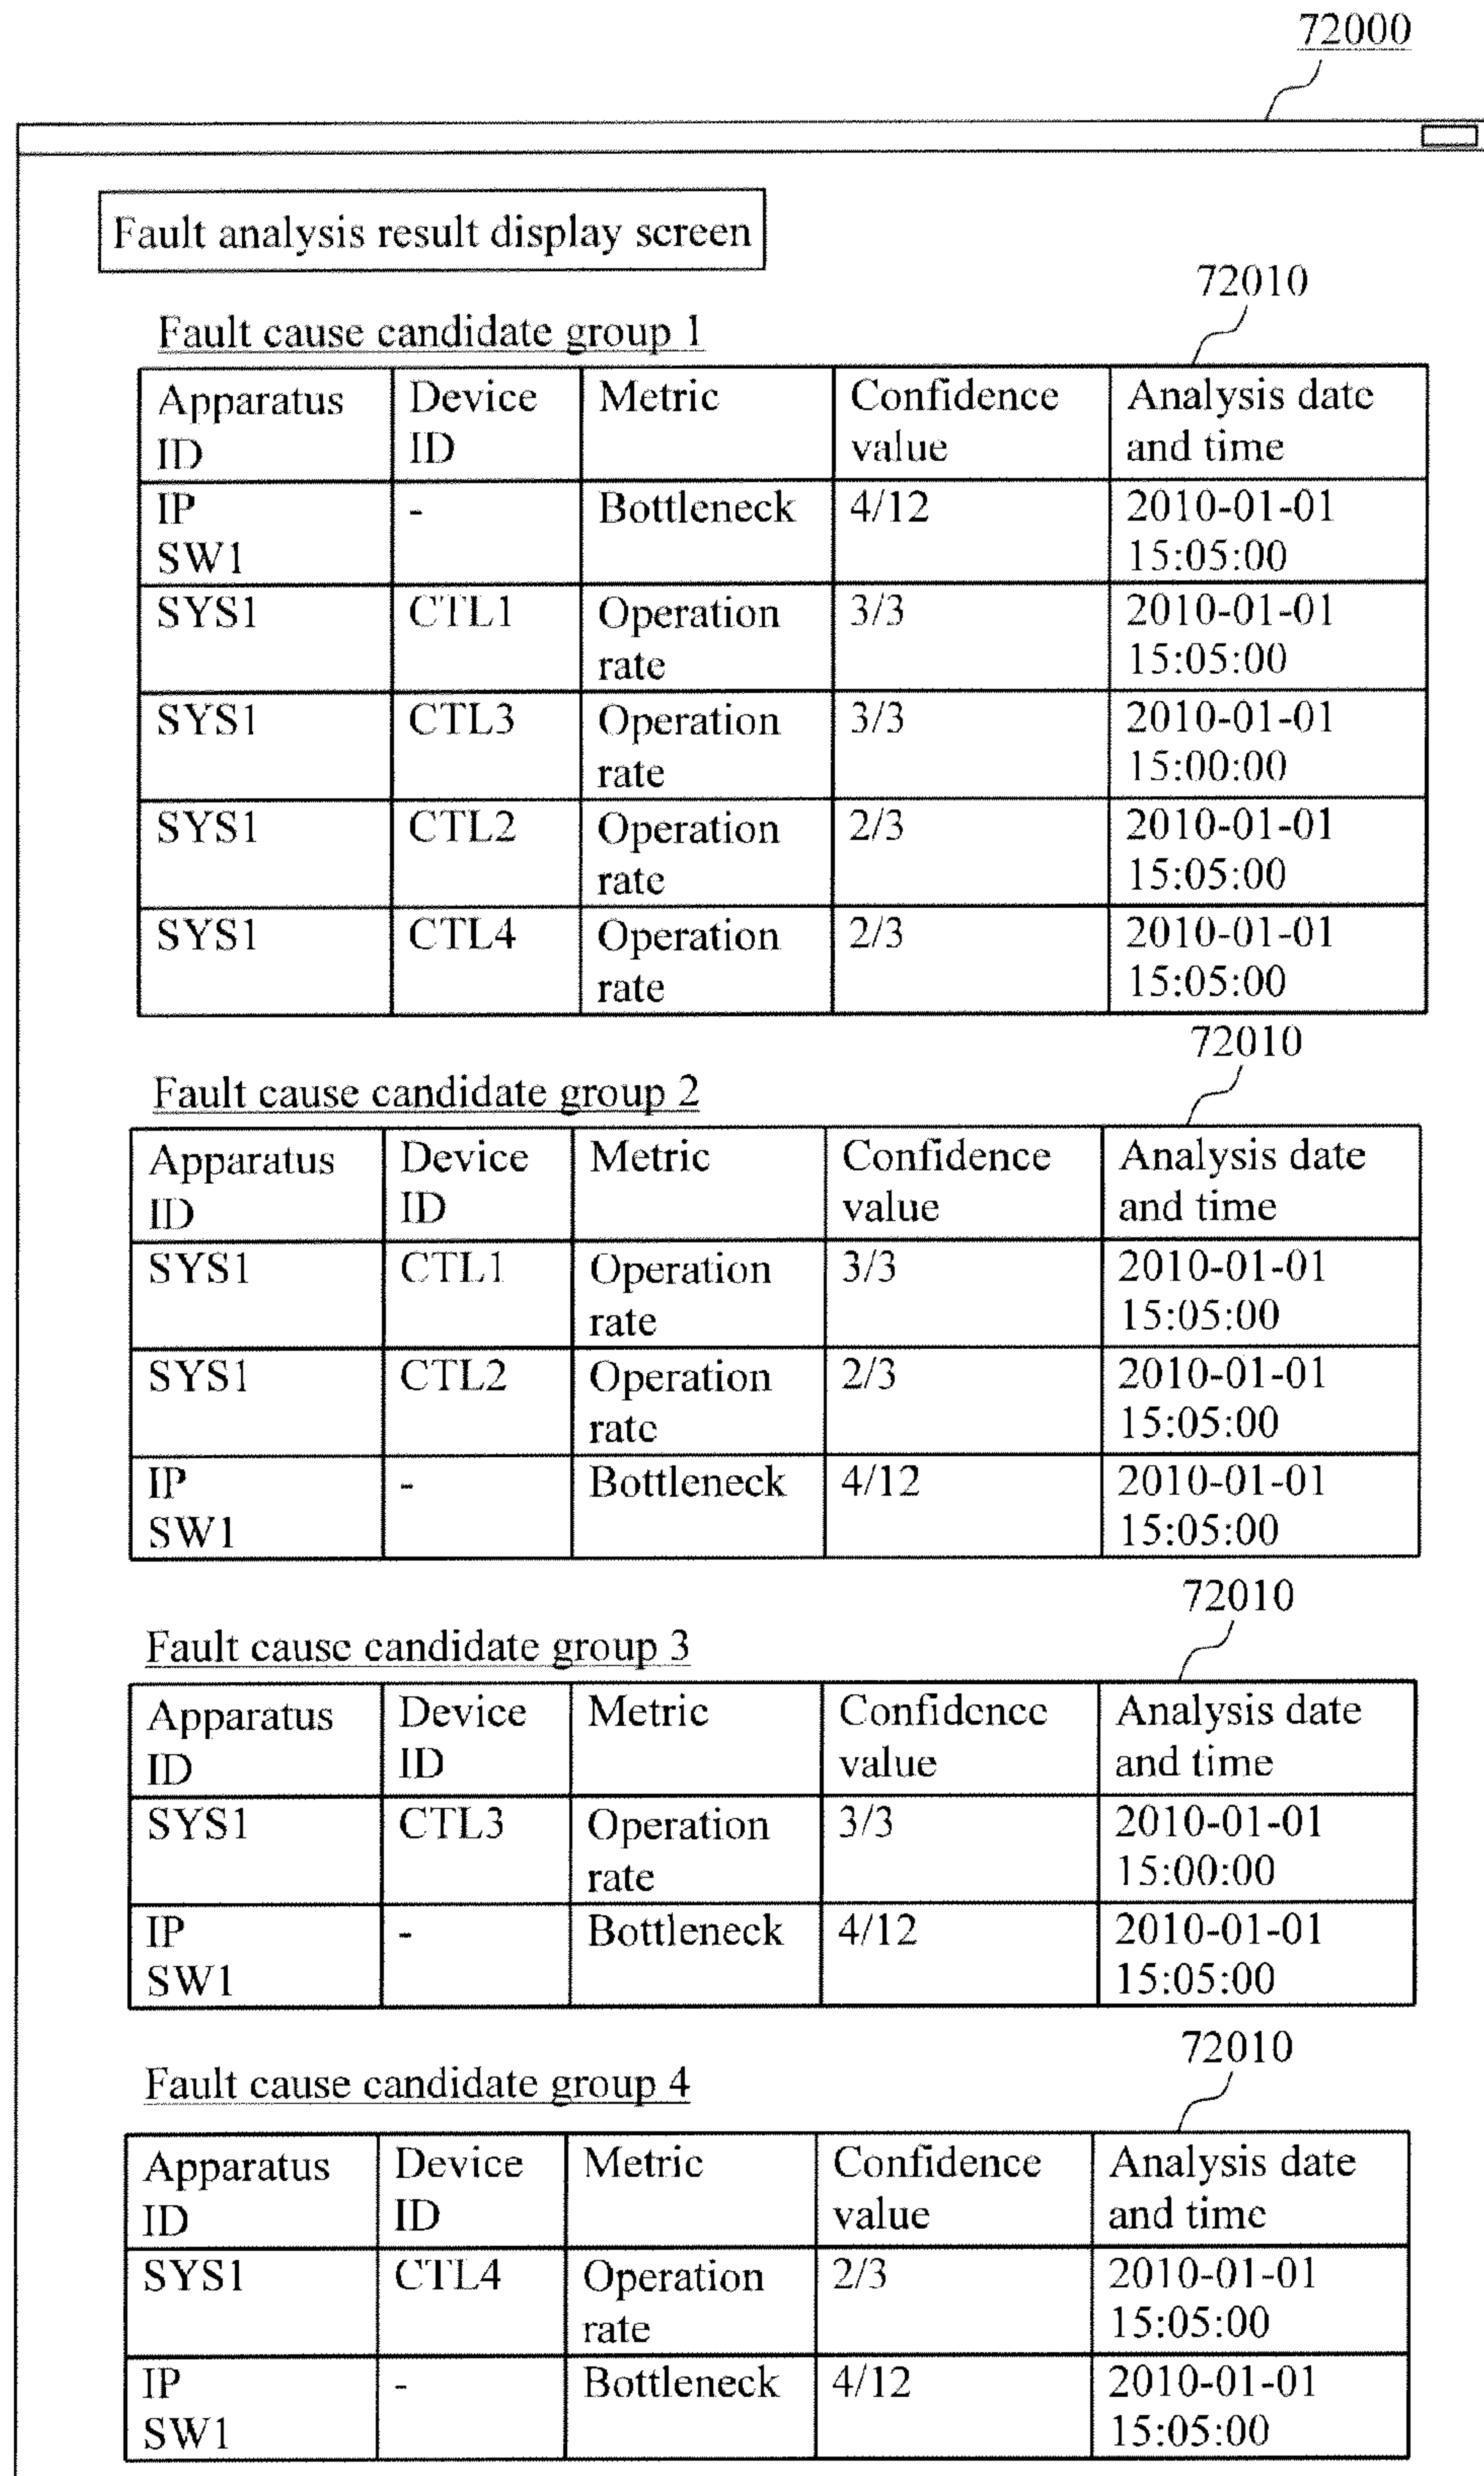 72000
Fault analysis result display screen
72010
Fault cause candidate group 1
Apparatus ID Device ID Metric Confidence value Analysis date and time
IP SW1 - Bottleneck 4/12 2010-01-01 15:05:00
SYS1 CTL1 Operation rate 3/3 2010-01-01 15:05:00
SYS1 CTL3 Operation rate 3/3 2010-01-01 15:00:00
SYS1 CTL2 Operation rate 2/3 2010-01-01 15:05:00
SYS1 CTL4 Operation rate 2/3 2010-01-01 15:05:00
72010
Fault cause candidate group 2
Apparatus ID Device ID Metric Confidence value Analysis date and time
SYS1 CTL1 Operation rate 3/3 2010-01-01 15:05:00
SYS1 CTL2 Operation rate 2/3 2010-01-01 15:05:00
IP SW1 - Bottleneck 4/12 2010-01-01 15:05:00
72010
Fault cause candidate group 3
Apparatus ID Device ID Metric Confidence value Analysis date and time
SYS1 CTL3 Operation rate 3/3 2010-01-01 15:00:00
IP SW1 - Bottleneck 4/12 2010-01-01 15:05:00
72010
Fault cause candidate group 4
Apparatus ID Device ID Metric Confidence value Analysis date and time
SYS1 CTL4 Operation rate 2/3 2010-01-01 15:05:00
IP SW1 - Bottleneck 4/12 2010-01-01 15:05:00